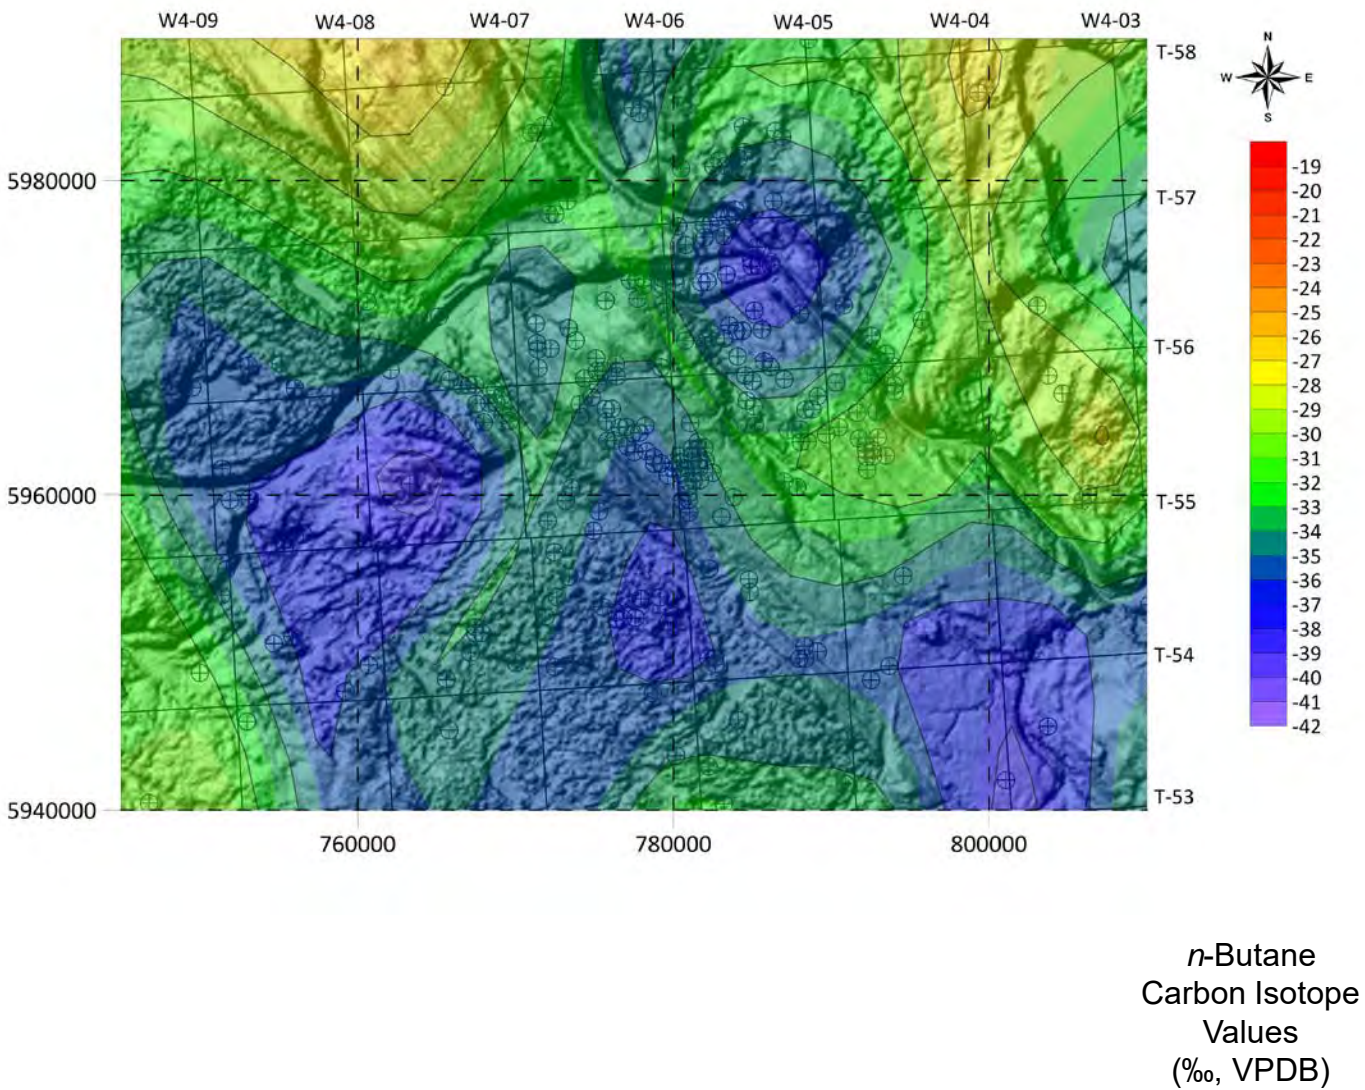 W4-09 W4-08 W4-07 W4-06 W4-05 W4-04 W4-03
T-58
N
W E
S
-19
5980000
-20
T-57
-21
-22
-23
-24
-25
-26
T-56
-27
-28
-29
-30
-31
-32
5960000
T-55
-33
-34
-35
-36
-37
-38
T-54
-39
-40
-41
-42
T-53
5940000
760000 780000 800000
n-Butane
Carbon Isotope
Values
(‰, VPDB)